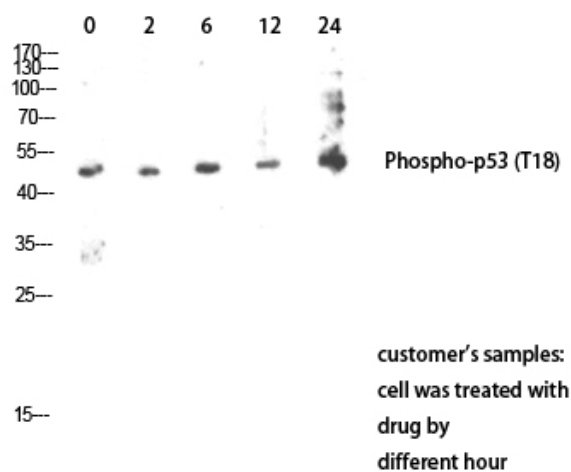 0 2 6 12 24
170---
130---
100---
70---
55---
Phospho-p53 (T18)
40---
35---
25---
customer's samples:
cell was treated with
15---
drug by
different hour